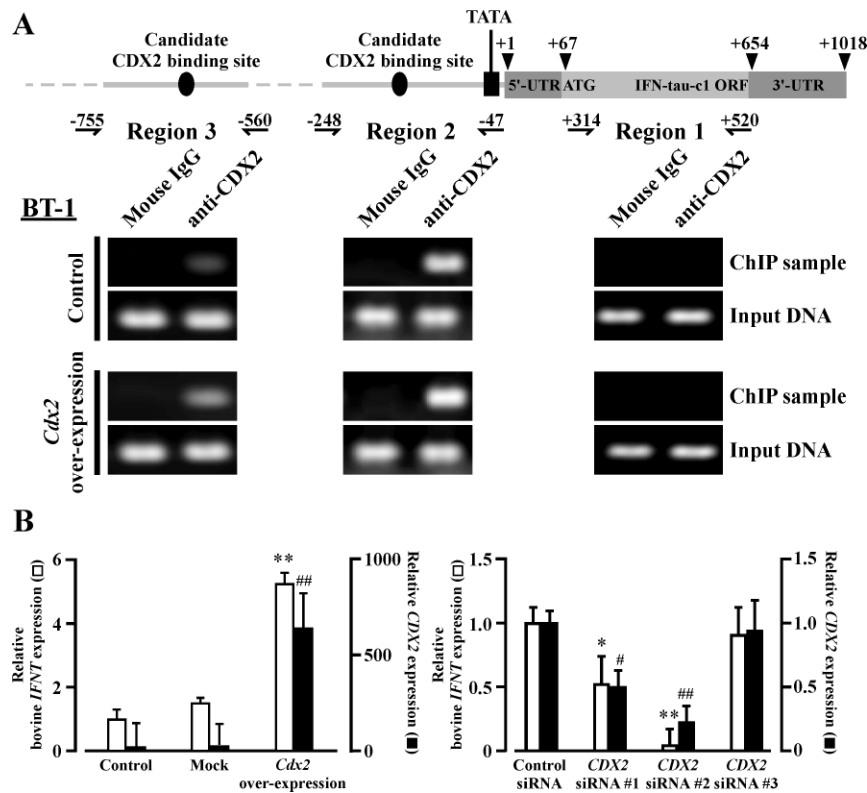 A
TATA
Candidate
CDX2 binding site
Candidate
CDX2 binding site
+1
+67
+654
+1018
5'-UTR
ATG
IFN-tau-c1 ORF
3'-UTR
-755
Region 3
-560
-248
Region 2
-47
+314
Region 1
+520
BT-1
Mouse IgG
anti-CDX2
Mouse IgG
anti-CDX2
Mouse IgG
anti-CDX2
Control
ChIP sample
Input DNA
Cdx2
over-expression
ChIP sample
Input DNA
B
Relative
bovine IFNT expression (□)
6
4
2
0
**
##
1000
500
0
Relative CDX2
expression (■)
Control
Mock
Cdx2
over-expression
Relative
bovine IFNT expression (□)
1.5
1.0
0.5
0
*
#
**
##
1.5
1.0
0.5
0
Relative CDX2
expression (■)
Control
siRNA
CDX2
siRNA #1
CDX2
siRNA #2
CDX2
siRNA #3